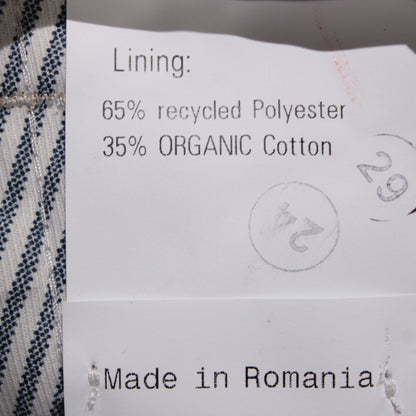 Lining:
65% recycled Polyester
35% ORGANIC Cotton
29
24
Made in Romania